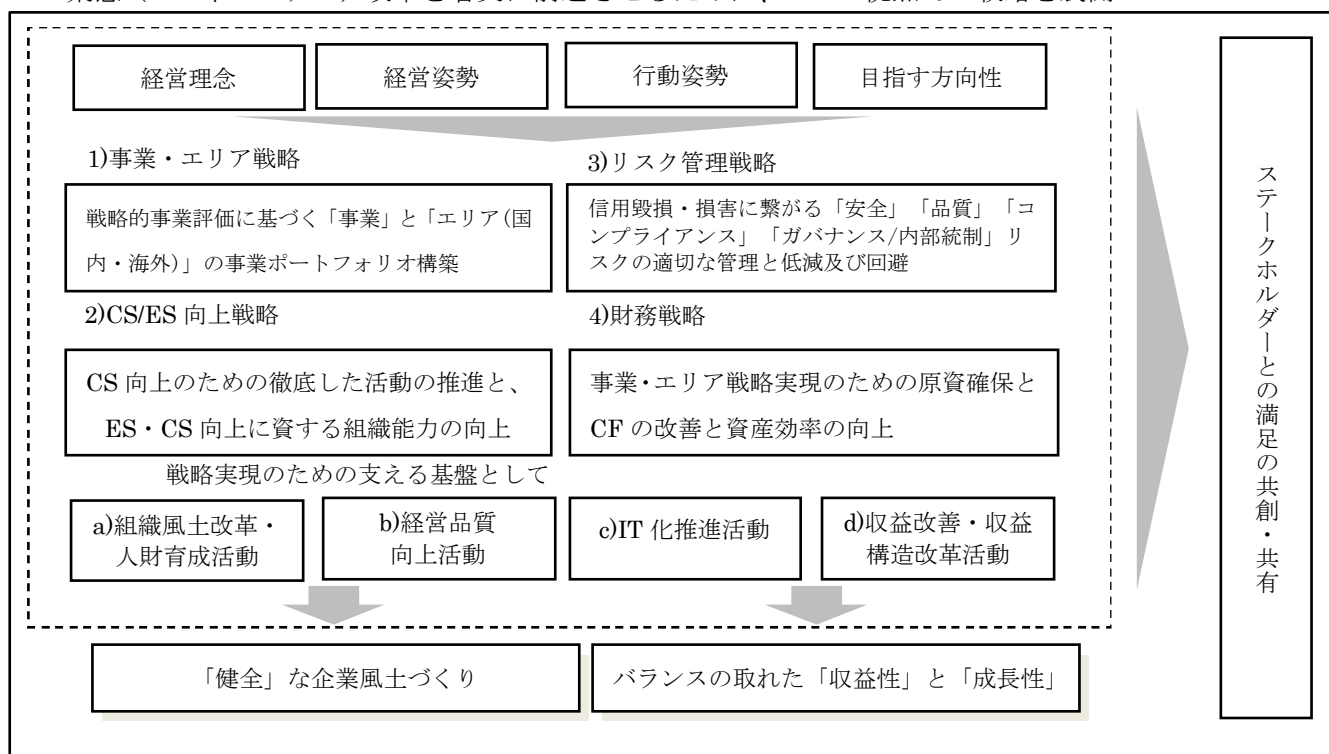 経営理念
経営姿勢
行動姿勢
目指す方向性
1)事業・エリア戦略
戦略的事業評価に基づく「事業」と「エリア(国
内・海外)」の事業ポートフォリオ構築
3)リスク管理戦略
信用毀損・損害に繋がる「安全」「品質」「コ
ンプライアンス」「ガバナンス/内部統制」リ
スクの適切な管理と低減及び回避
2)CS/ES 向上戦略
CS 向上のための徹底した活動の推進と、
ES・CS 向上に資する組織能力の向上
4)財務戦略
事業・エリア戦略実現のための原資確保と
CF の改善と資産効率の向上
戦略実現のための支える基盤として
a)組織風土改革・
人財育成活動
b)経営品質
向上活動
c)IT 化推進活動
d)収益改善・収益
構造改革活動
「健全」な企業風土づくり
バランスの取れた「収益性」と「成長性」
ステークホルダーとの満足の共創・共有